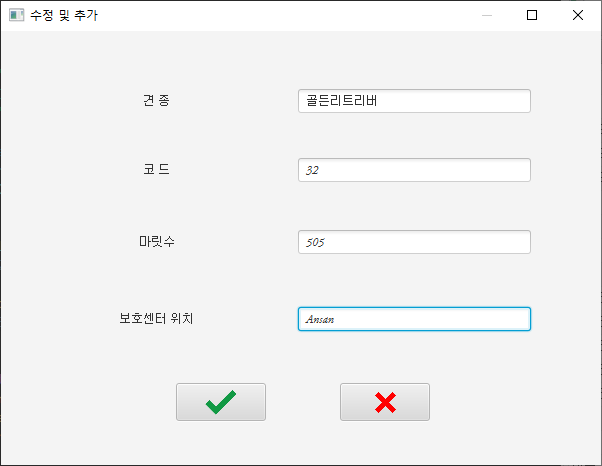 수정 및 추가
견 종 골든리트리버
코 드 32
마릿수 505
보호센터 위치 Ansan